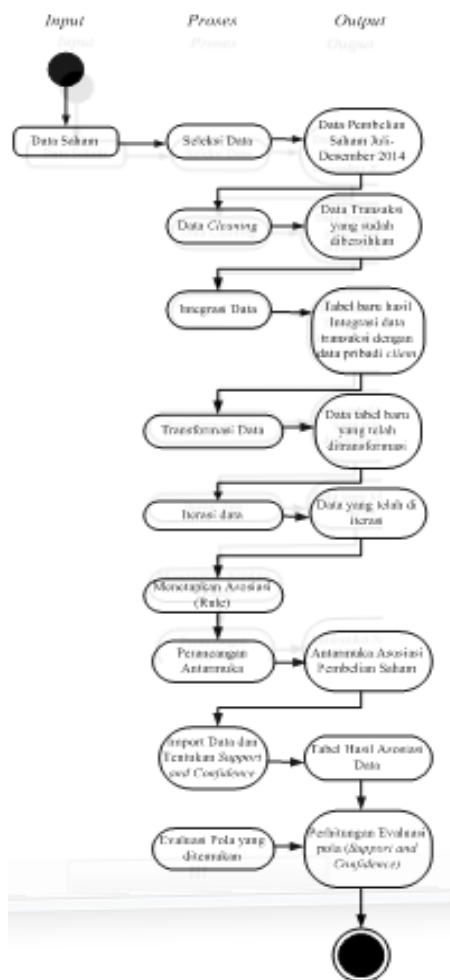 Input Proses Output
Data Saham
Seleksi Data
Data Pembelian
Saham Juli-
Desember 2014
Data Cleaning
Data Transaksi
yang sudah
dibersihkan
Integrasi Data
Tabel baru hasil
Integrasi data
transaksi dengan
data pribadi client
Transformasi Data
Data tabel baru
yang telah
ditransformasi
Iterasi data
Data yang telah di
iterasi
Menetapkan Asosiasi
(Rule)
Perancangan
Antarmuka
Antarmuka Asosiasi
Pembelian Saham
Import Data dan
Tentukan Support
and Confidence
Tabel Hasil Asosiasi
Data
Evaluasi Pola yang
ditemukan
Perhitungan Evaluasi
pola (Support and
Confidence)